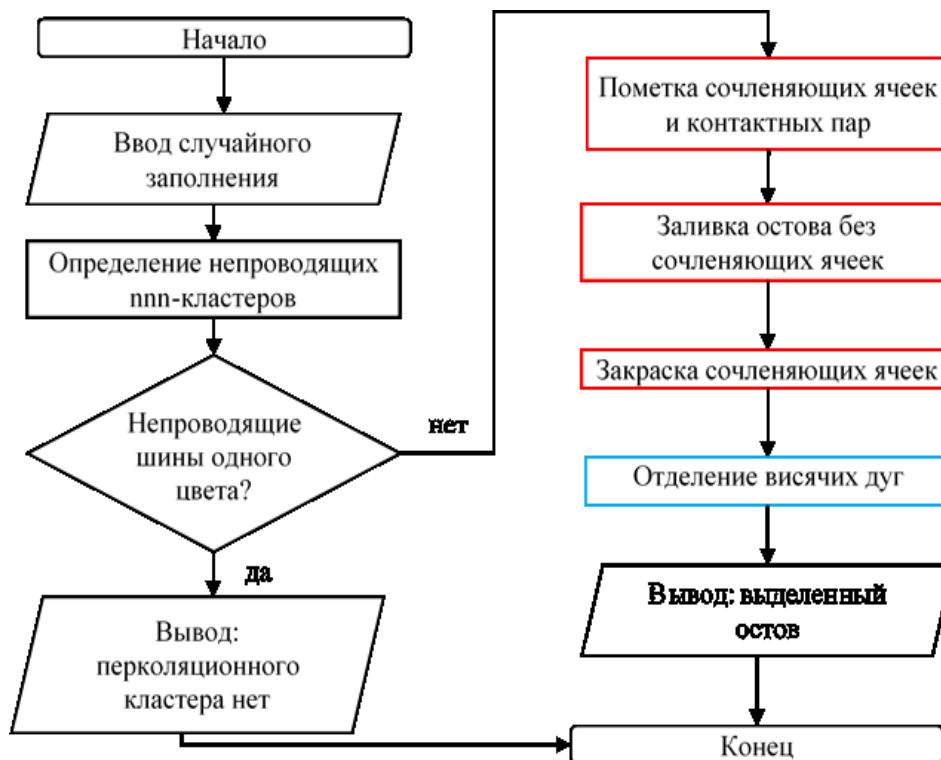 Начало
Ввод случайного
заполнения
Определение непроводящих
nnn-кластеров
Непроводящие
шины одного
цвета?
нет
да
Вывод:
перколяционного
кластера нет
Пометка сочленяющих ячеек
и контактных пар
Заливка остова без
сочленяющих ячеек
Закраска сочленяющих ячеек
Отделение висячих дуг
Вывод: выделенный
остов
Конец